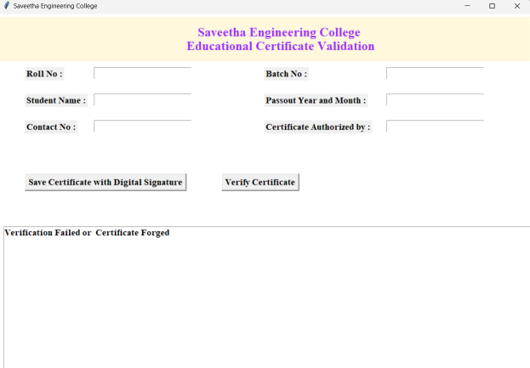 Saveetha Engineering College
Saveetha Engineering College
Educational Certificate Validation
Roll No : Batch No :
Student Name : Passout Year and Month :
Contact No : Certificate Authorized by :
Save Certificate with Digital Signature Verify Certificate
Verification Failed or  Certificate Forged